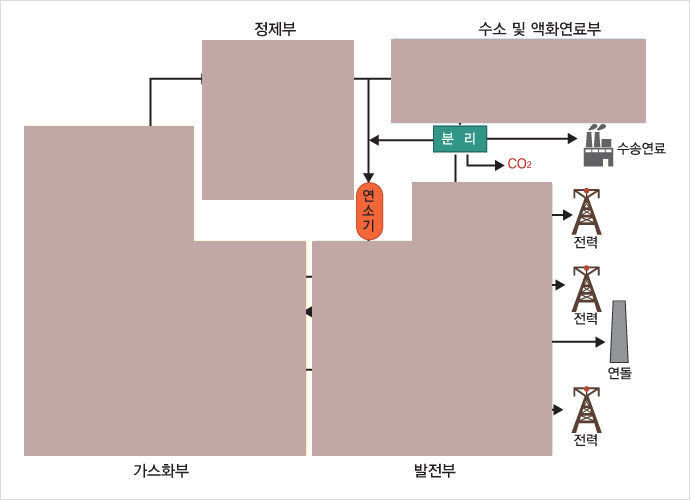 정제부
수소 및 액화연료부
분 리
수송연료
CO₂
연소기
전력
전력
연돌
전력
가스화부
발전부